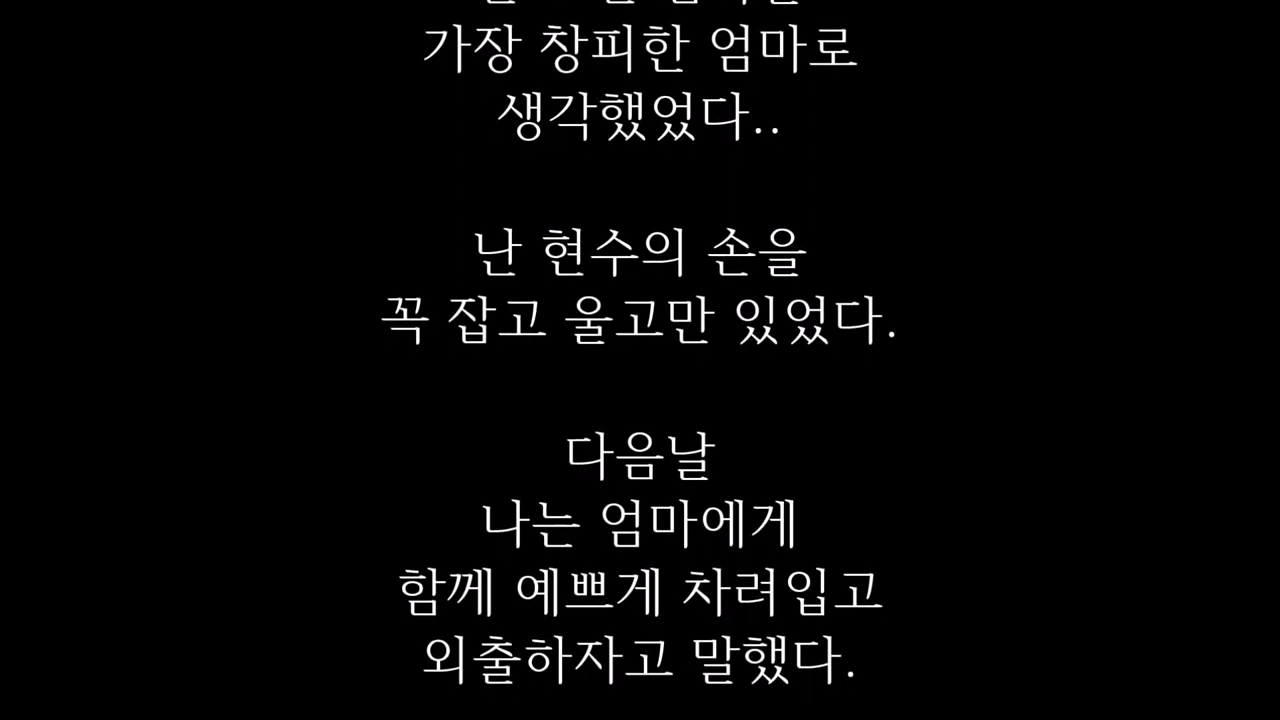 가장 창피한 엄마로
생각했었다..
난 현수의 손을
꼭 잡고 울고만 있었다.
다음날
나는 엄마에게
함께 예쁘게 차려입고
외출하자고 말했다.